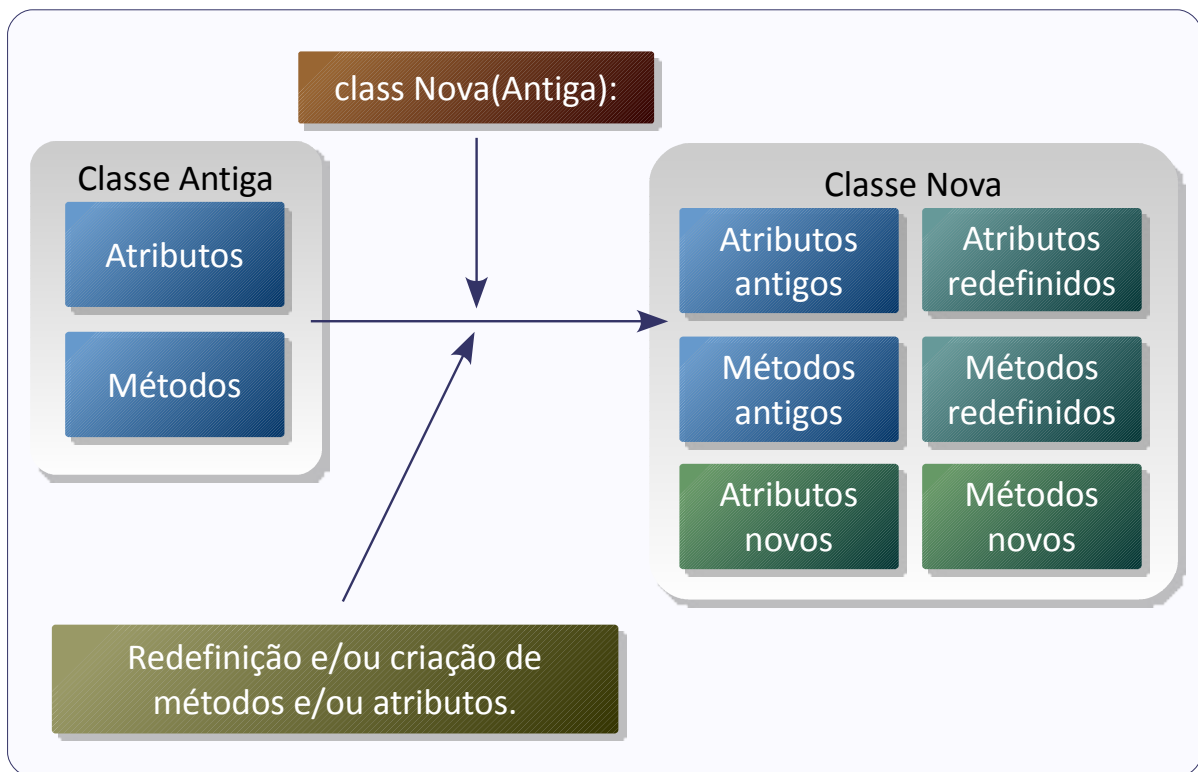 class Nova(Antiga):
Classe Antiga
Atributos
Métodos
Classe Nova
Atributos
antigos
Atributos
redefinidos
Métodos
antigos
Métodos
redefinidos
Atributos
novos
Métodos
novos
Redefinição e/ou criação de
métodos e/ou atributos.